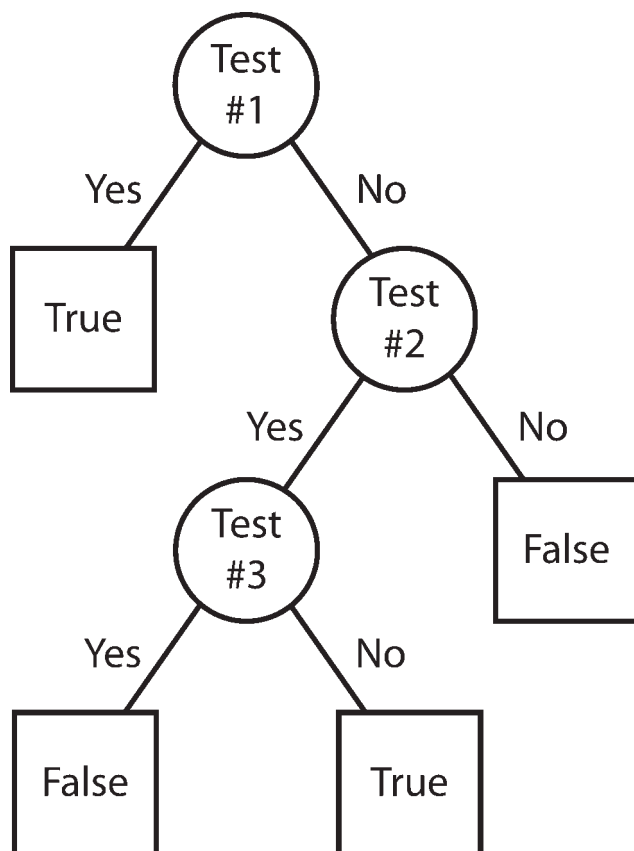 Test
#1
Yes
No
True
Test
#2
Yes
No
Test
#3
False
Yes
No
False
True